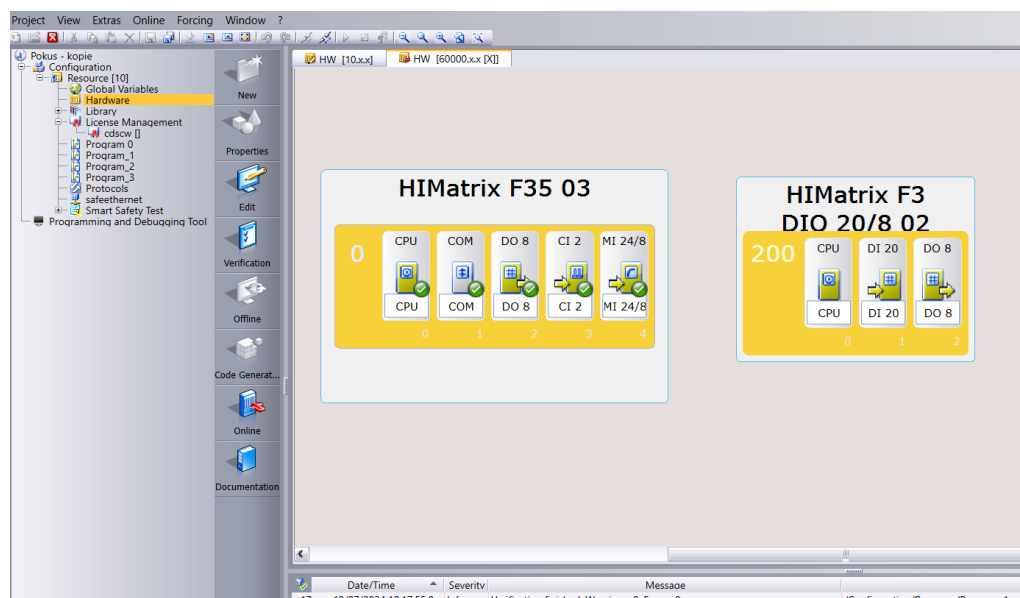 Project View Extras Online Forcing Window ?
Pokus - kopie
Configuration
Resource [10]
Global Variables
Hardware
Library
License Management
cdscw []
Program 0
Program_1
Program_2
Program_3
Protocols
safeethernet
Smart Safety Test
Programming and Debugging Tool
New
Properties
Edit
Verification
Offline
Code Generat...
Online
Documentation
HW [10.x.x]
HW [60000.x.x [X]]
HIMatrix F35 03
0
CPU COM DO 8 CI 2 MI 24/8
CPU COM DO 8 CI 2 MI 24/8
0 1 2 3 4
HIMatrix F3
DIO 20/8 02
200
CPU DI 20 DO 8
CPU DI 20 DO 8
0 1 2
Date/Time Severity Message